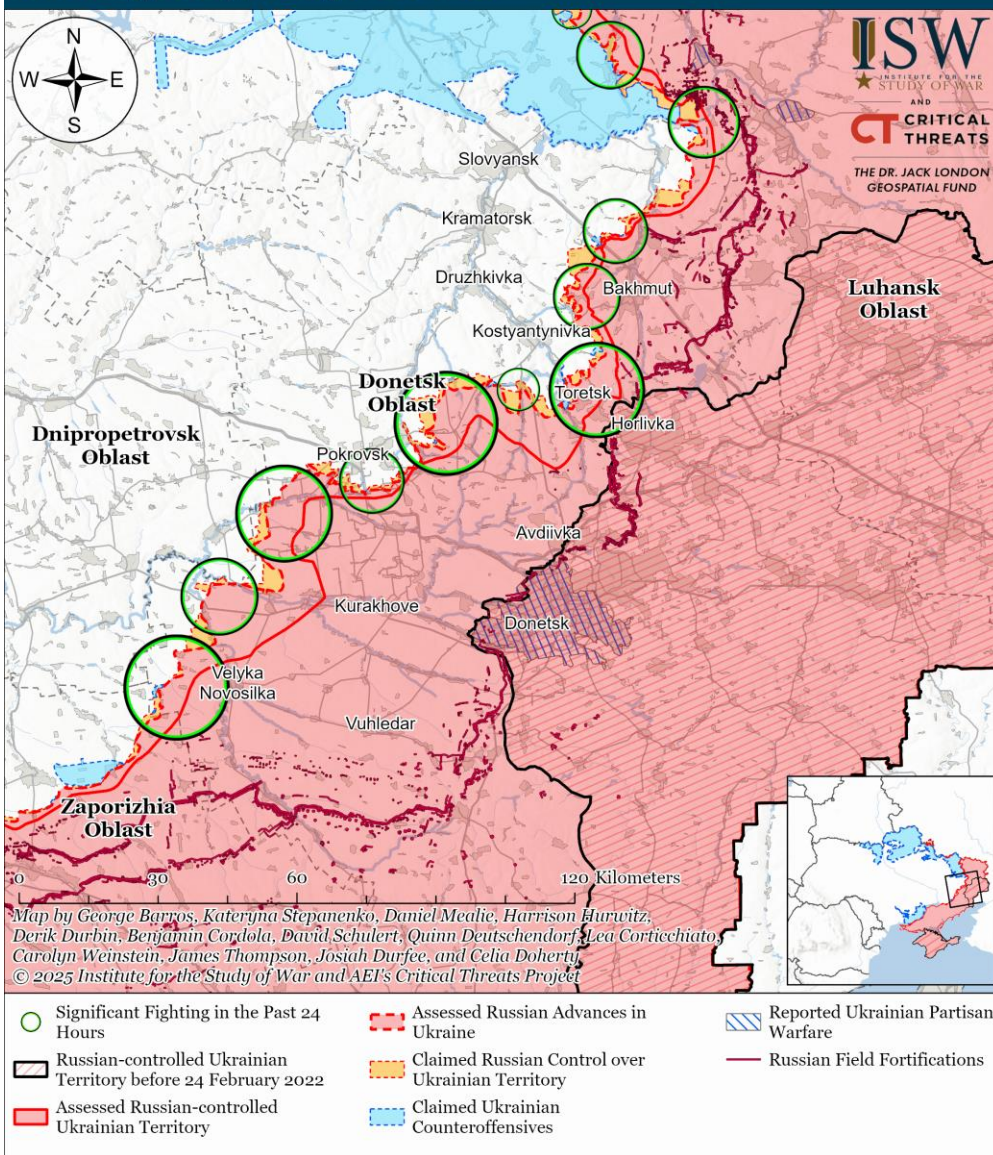 N
W E
S
ISW
INSTITUTE FOR THE
STUDY OF WAR
AND
CT CRITICAL
THREATS
THE DR. JACK LONDON
GEOSPATIAL FUND
Slovyansk
Kramatorsk
Druzhkivka
Bakhmut
Luhansk
Oblast
Kostyantynivka
Donetsk
Oblast
Toretsk
Horlivka
Dnipropetrovsk
Oblast
Pokrovsk
Avdiivka
Kurakhove
Donetsk
Velyka
Novosilka
Vuhledar
Zaporizhia
Oblast
0 30 60 120 Kilometers
Map by George Barros, Kateryna Stepanenko, Daniel Mealie, Harrison Hurwitz,
Derik Durbin, Benjamin Cordola, David Schulert, Quinn Deutschendorf, Lea Corticchiato,
Carolyn Weinstein, James Thompson, Josiah Durfee, and Celia Doherty
© 2025 Institute for the Study of War and AEI's Critical Threats Project
Significant Fighting in the Past 24
Hours
Russian-controlled Ukrainian
Territory before 24 February 2022
Assessed Russian-controlled
Ukrainian Territory
Assessed Russian Advances in
Ukraine
Claimed Russian Control over
Ukrainian Territory
Claimed Ukrainian
Counteroffensives
Reported Ukrainian Partisan
Warfare
Russian Field Fortifications